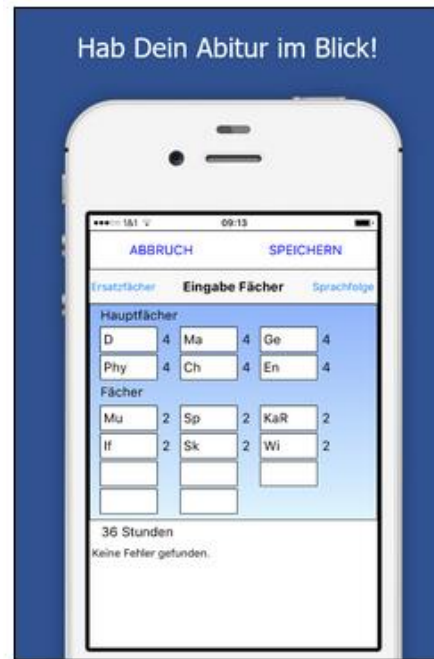 Hab Dein Abitur im Blick!
1&1 09:13
ABBRUCH SPEICHERN
Ersatzfächer Eingabe Fächer Sprachfolge
Hauptfächer
D 4 Ma 4 Ge 4
Phy 4 Ch 4 En 4
Fächer
Mu 2 Sp 2 KaR 2
If 2 Sk 2 Wi 2
36 Stunden
Keine Fehler gefunden.